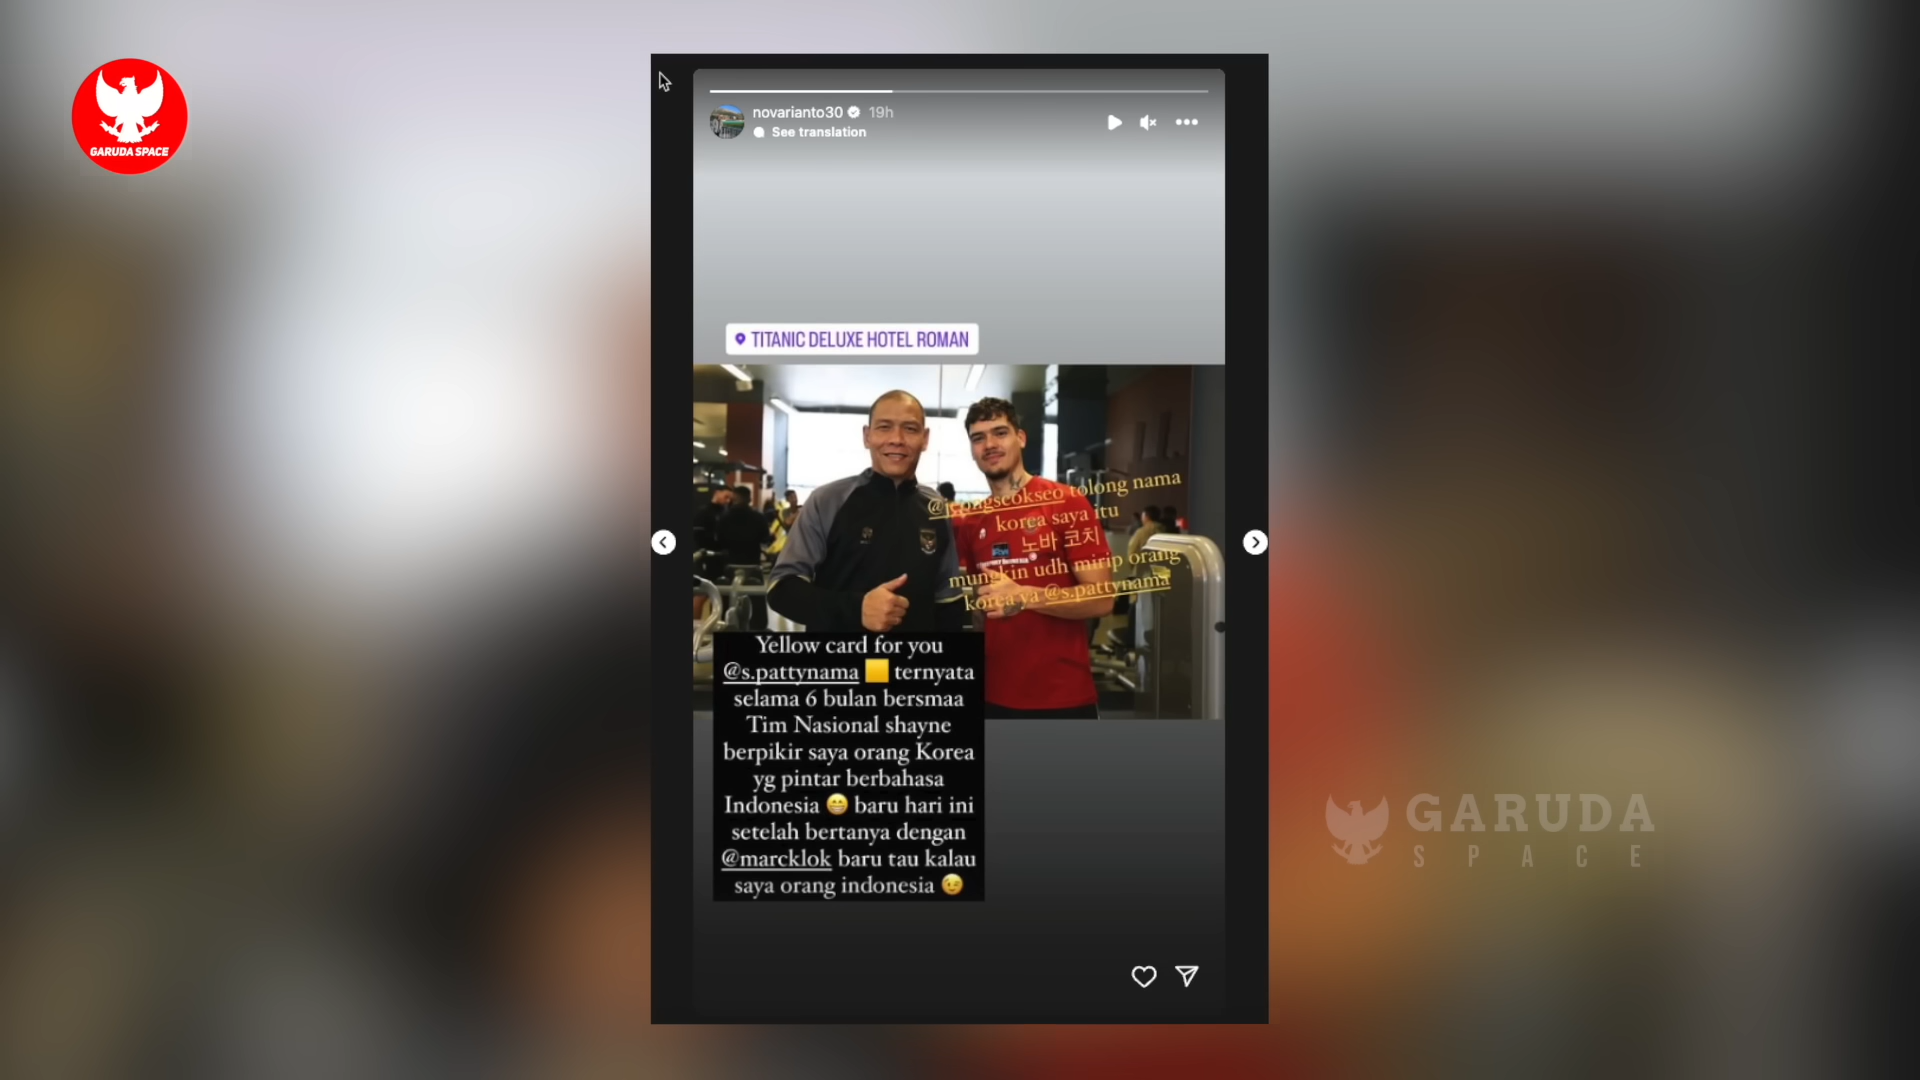 GARUDA SPACE
novarianto30 19h
See translation
TITANIC DELUXE HOTEL ROMAN
@jeongseokseo tolong nama
korea saya itu
노바 코치
mungkin udh mirip orang
korea ya @s.pattynama
Yellow card for you
@s.pattynama 🟨 ternyata
selama 6 bulan bersmaa
Tim Nasional shayne
berpikir saya orang Korea
yg pintar berbahasa
Indonesia 😁 baru hari ini
setelah bertanya dengan
@marcklok baru tau kalau
saya orang indonesia 😉
GARUDA
SPACE